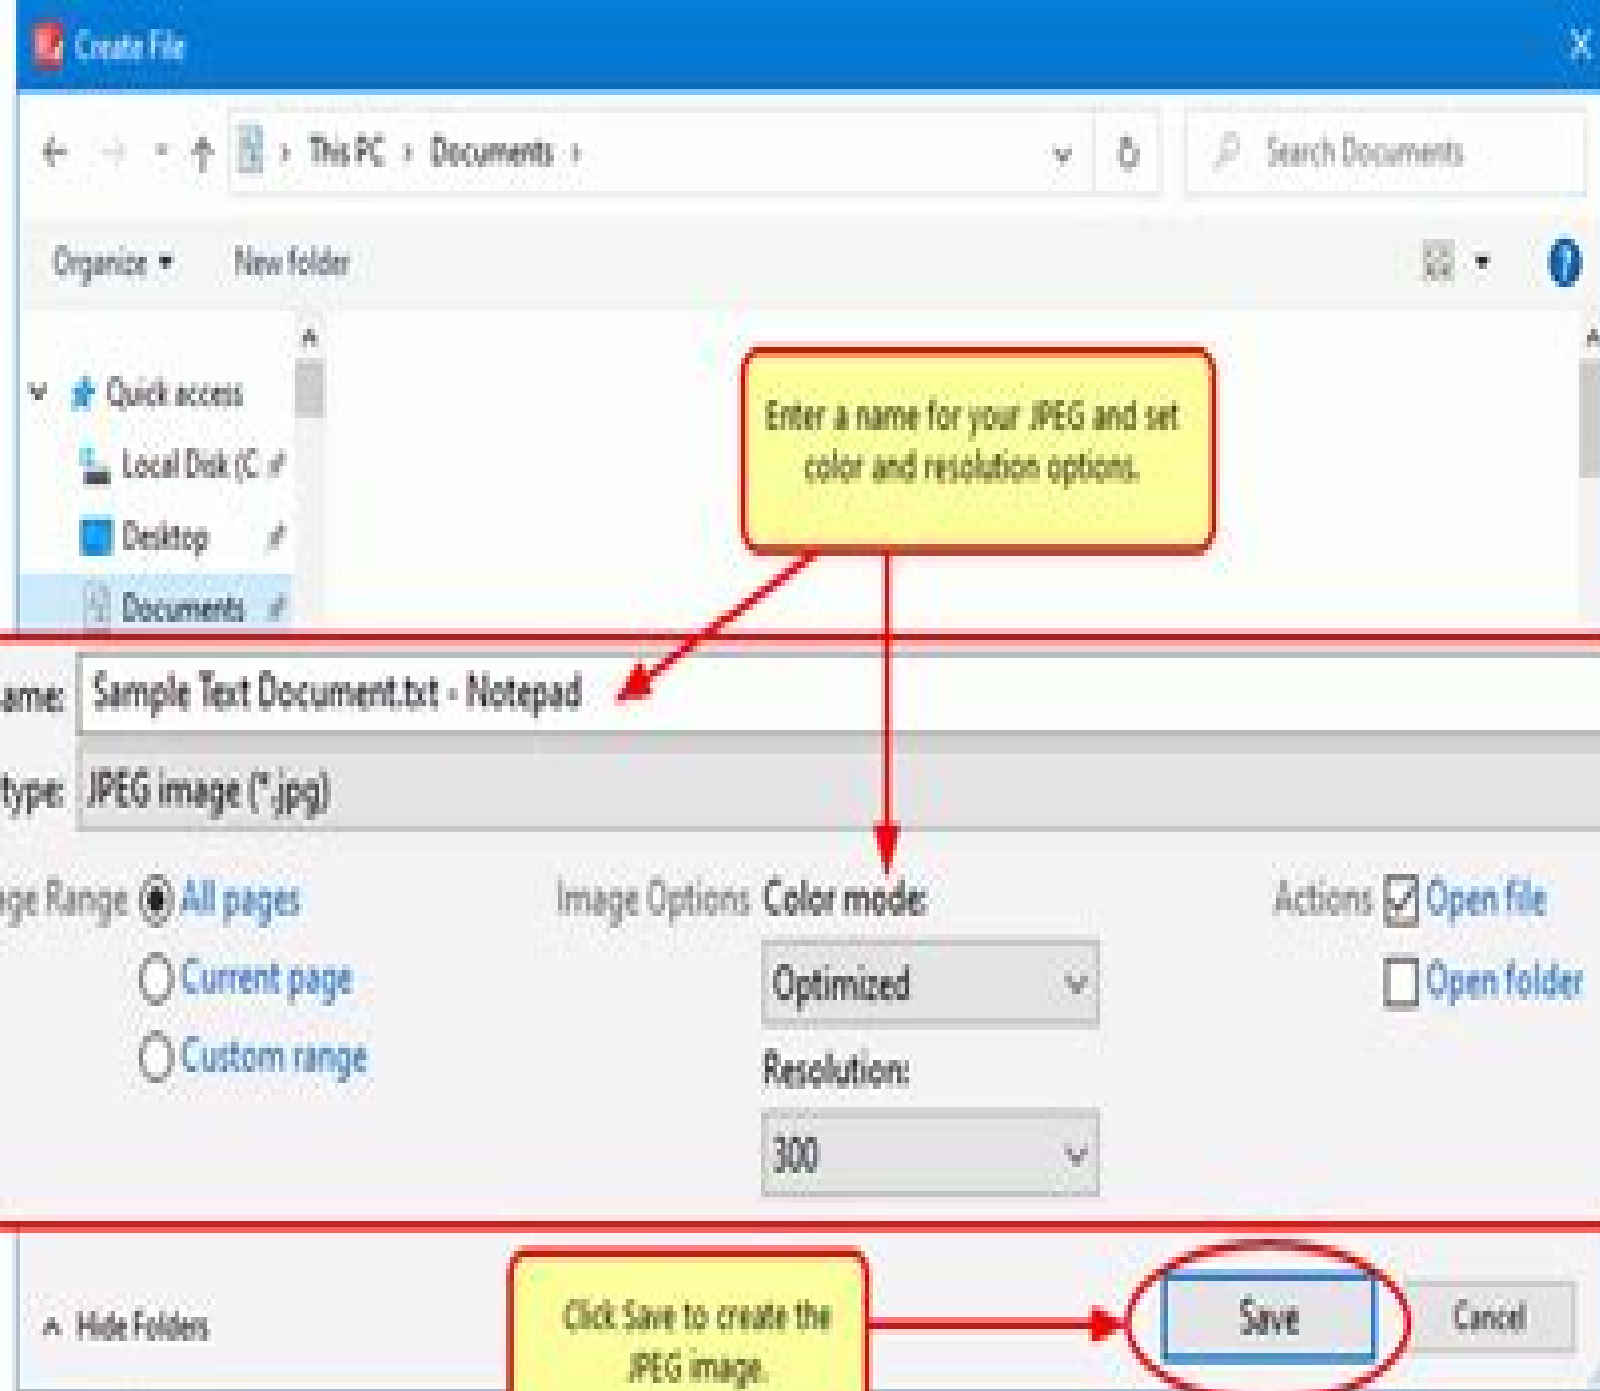 Create File
This PC > Documents >
Search Documents
Organize
New folder
Quick access
Local Disk (C
Desktop
Documents
Enter a name for your JPEG and set
color and resolution options.
ame: Sample Text Document.txt - Notepad
type: JPEG image (*.jpg)
ge Range All pages
Current page
Custom range
Image Options Color mode:
Optimized
Resolution:
300
Actions Open file
Open folder
Hide Folders
Click Save to create the
JPEG image.
Save
Cancel